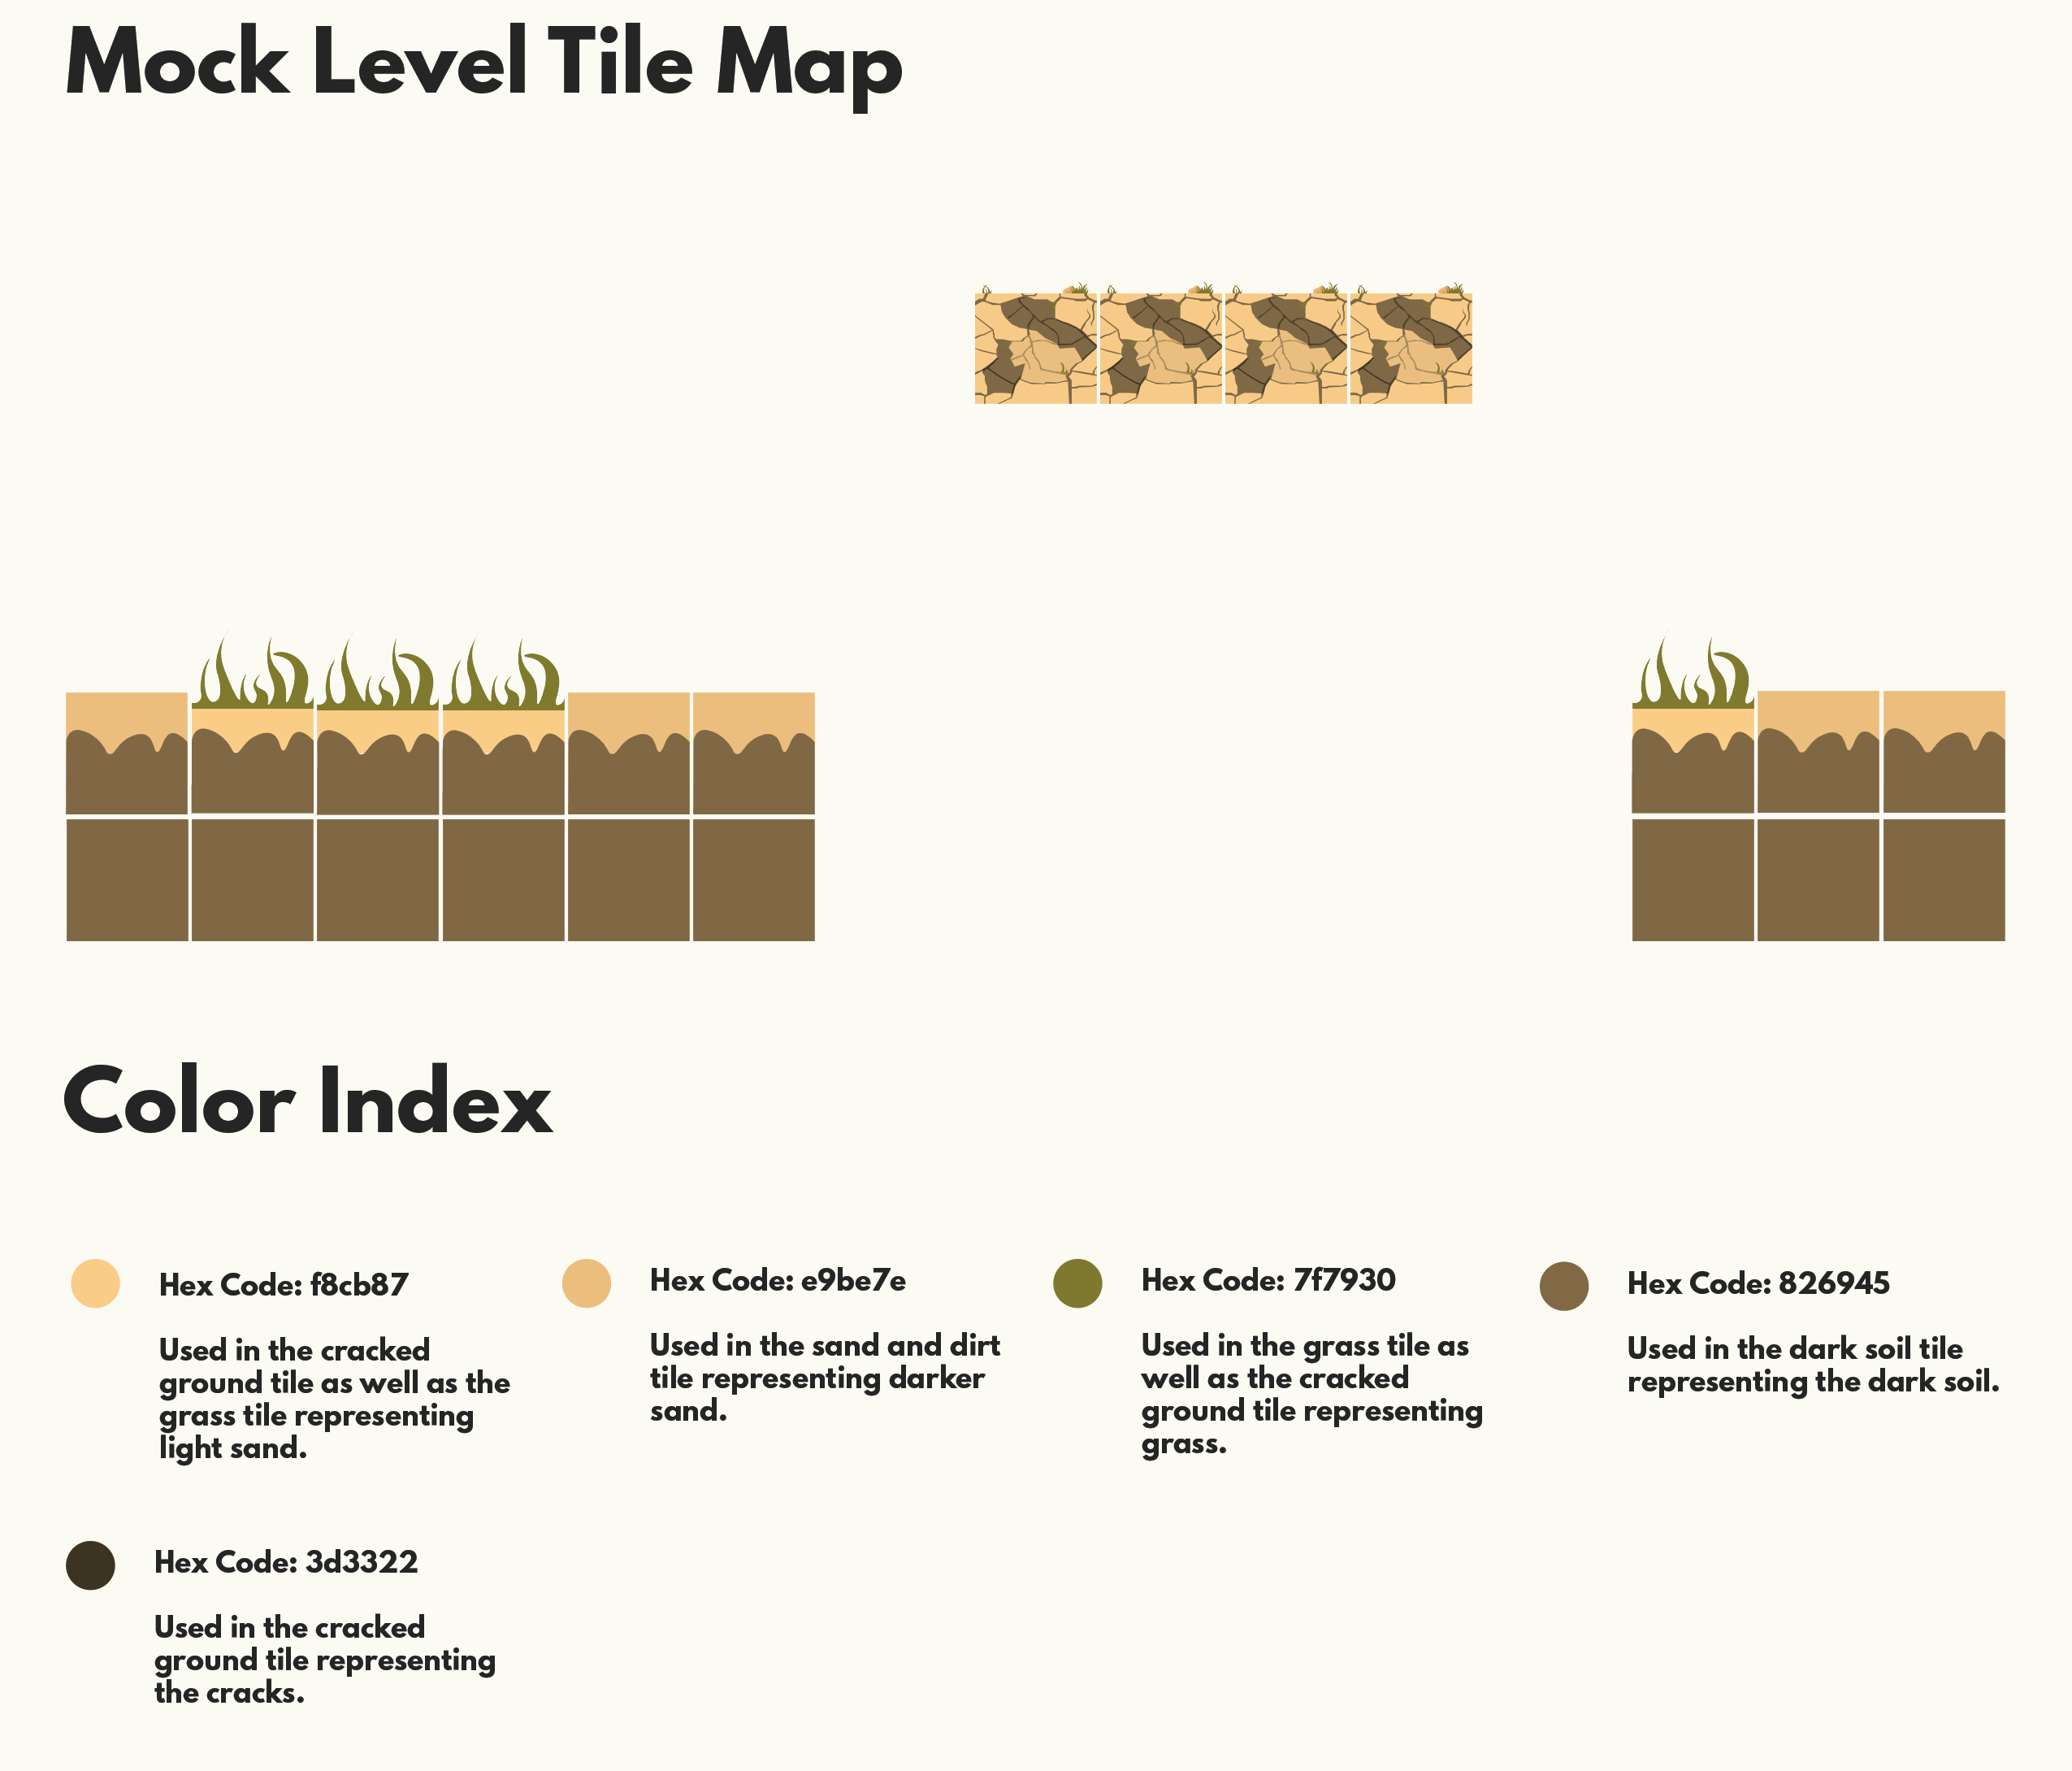 Mock Level Tile Map
Color Index
Hex Code: f8cb87
Used in the cracked
ground tile as well as the
grass tile representing
light sand.
Hex Code: e9be7e
Used in the sand and dirt
tile representing darker
sand.
Hex Code: 7f7930
Used in the grass tile as
well as the cracked
ground tile representing
grass.
Hex Code: 826945
Used in the dark soil tile
representing the dark soil.
Hex Code: 3d3322
Used in the cracked
ground tile representing
the cracks.